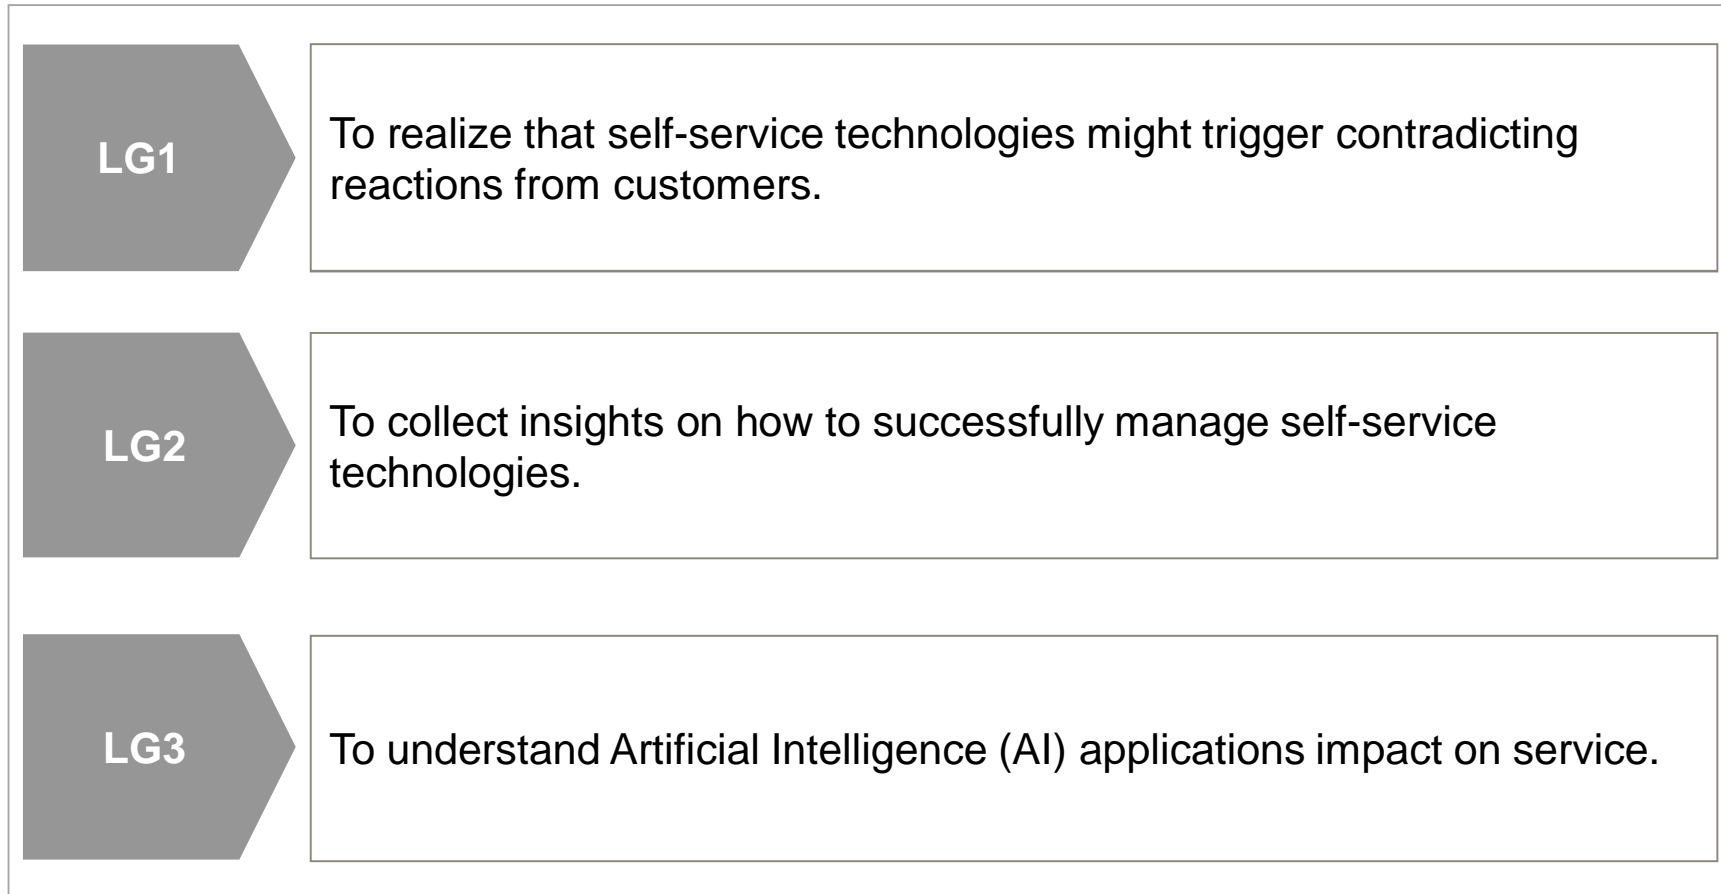 LG1
To realize that self-service technologies might trigger contradicting
reactions from customers.
LG2
To collect insights on how to successfully manage self-service
technologies.
LG3
To understand Artificial Intelligence (AI) applications impact on service.